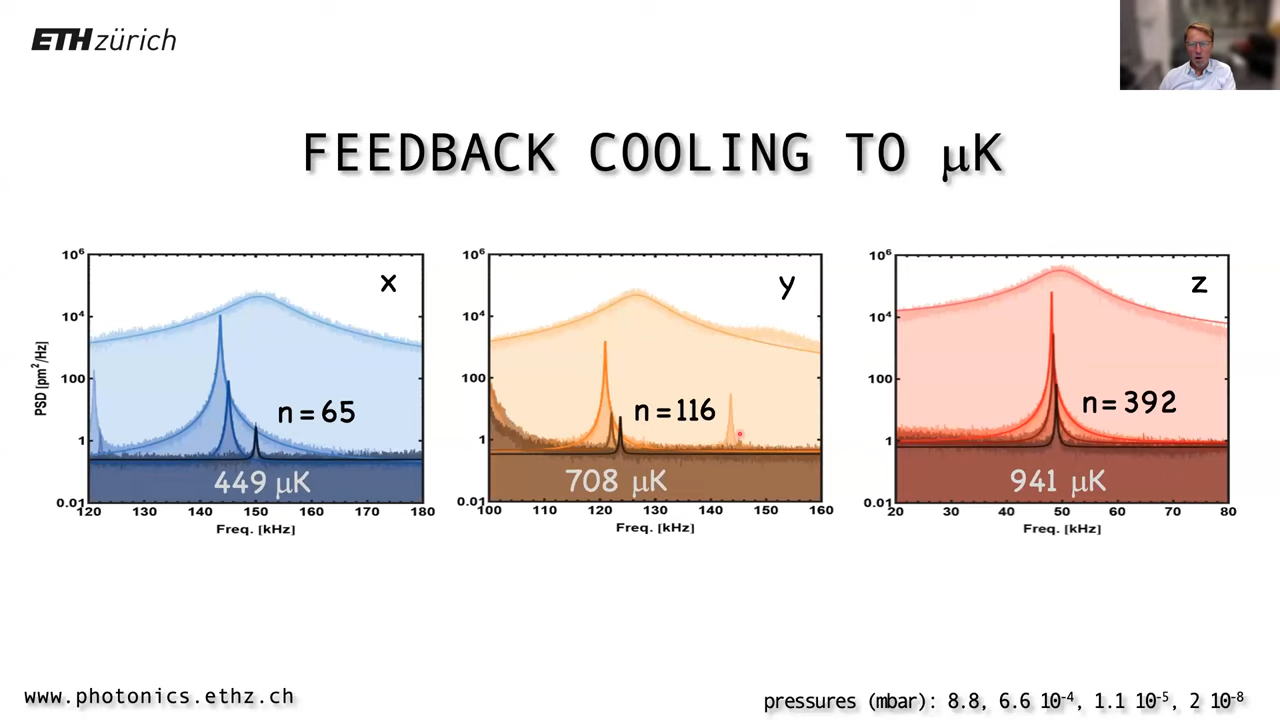 ETH zürich
FEEDBACK COOLING TO μK
10⁶
10⁴
100
1
0.01
PSD [pm²/Hz]
x
n = 65
449 μK
120 130 140 150 160 170 180
Freq. [kHz]
10⁶
10⁴
100
1
0.01
y
n = 116
708 μK
100 110 120 130 140 150 160
Freq. [kHz]
10⁶
10⁴
100
1
0.01
z
n = 392
941 μK
20 30 40 50 60 70 80
Freq. [kHz]
www.photonics.ethz.ch
pressures (mbar): 8.8, 6.6 10⁻⁴, 1.1 10⁻⁵, 2 10⁻⁸